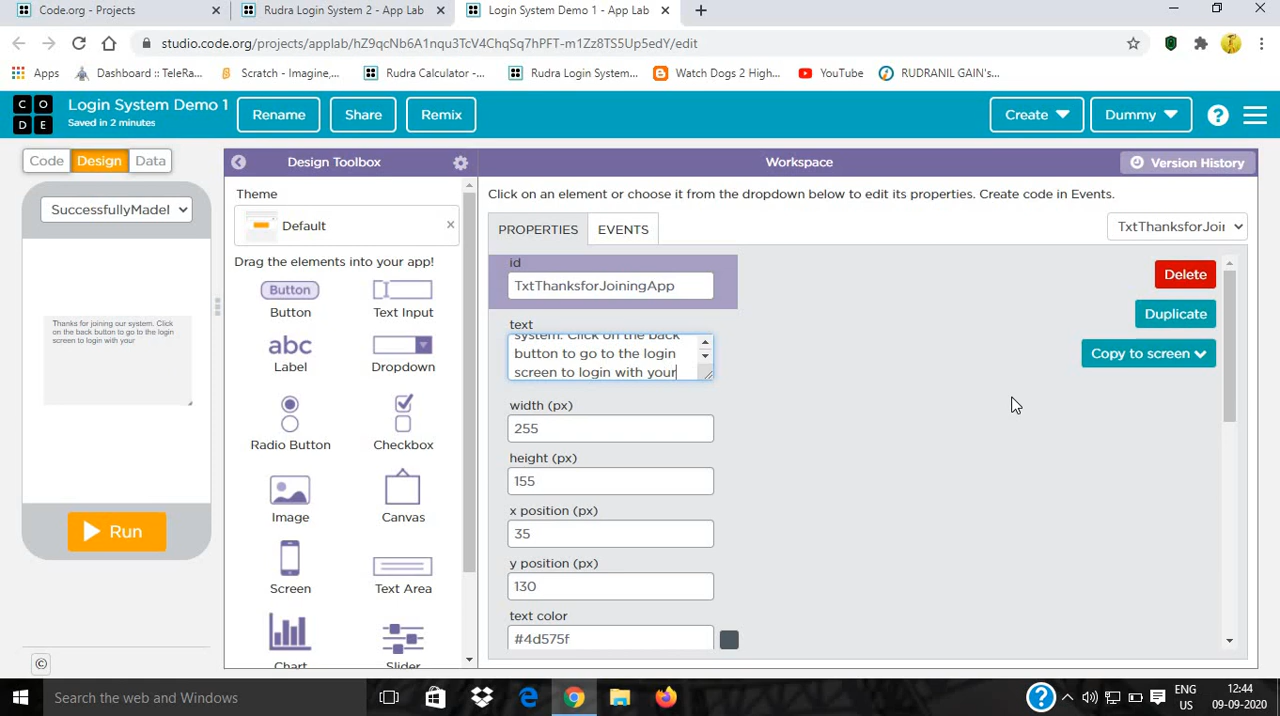 Code.org - Projects
Rudra Login System 2 - App Lab
Login System Demo 1 - App Lab
studio.code.org/projects/applab/hZ9qcNb6A1nqu3TcV4ChqSq7hPFT-m1Zz8TS5Up5edY/edit
Apps
Dashboard :: TeleRa...
Scratch - Imagine,...
Rudra Calculator -...
Rudra Login System...
Watch Dogs 2 High...
YouTube
RUDRANIL GAIN's...
C O
D E
Login System Demo 1
Saved in 2 minutes
Rename
Share
Remix
Create
Dummy
?
Code
Design
Data
Design Toolbox
Workspace
Version History
SuccessfullyMadel
Theme
Default
Drag the elements into your app!
Button
Button
Text Input
abc
Label
Dropdown
Radio Button
Checkbox
Image
Canvas
Screen
Text Area
Chart
Slider
Thanks for joining our system. Click
on the back button to go to the login
screen to login with your
Run
©
Click on an element or choose it from the dropdown below to edit its properties. Create code in Events.
PROPERTIES
EVENTS
TxtThanksforJoir
id
TxtThanksforJoiningApp
text
system. Click on the back
button to go to the login
screen to login with your
width (px)
255
height (px)
155
x position (px)
35
y position (px)
130
text color
#4d575f
Delete
Duplicate
Copy to screen
Search the web and Windows
?
ENG
US
12:44
09-09-2020